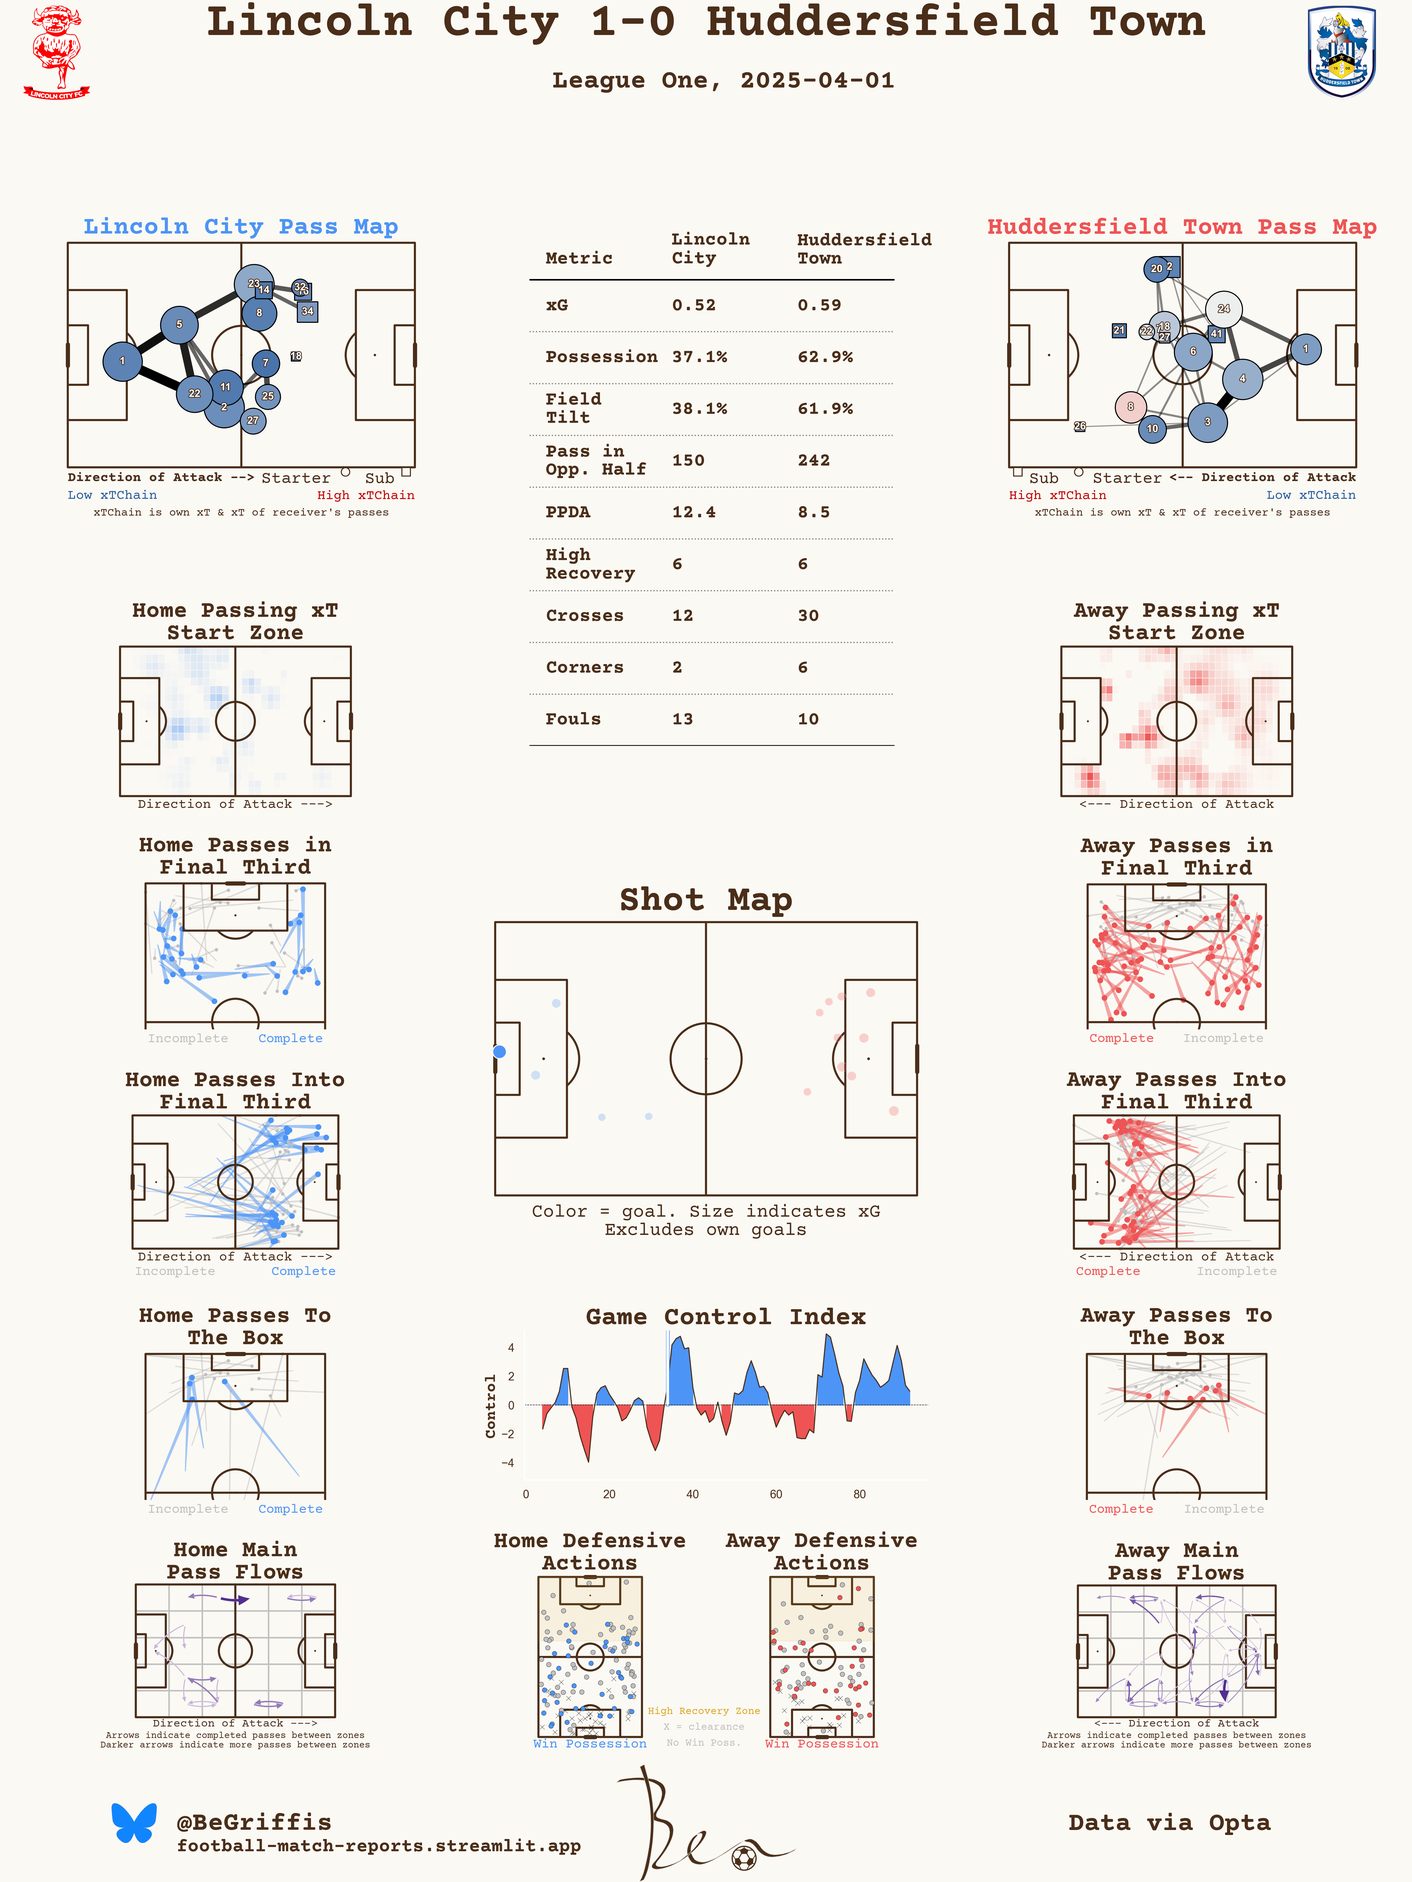 Lincoln City 1-0 Huddersfield Town
League One, 2025-04-01
LINCOLN CITY FC
HUDDERSFIELD TOWN
Lincoln City Pass Map
23
14
32
34
5
8
1
7
18
11
22
25
2
27
Direction of Attack --> Starter Sub
Low xTChain High xTChain
xTChain is own xT & xT of receiver's passes
Metric Lincoln City Huddersfield Town
xG 0.52 0.59
Possession 37.1% 62.9%
Field Tilt 38.1% 61.9%
Pass in Opp. Half 150 242
PPDA 12.4 8.5
High Recovery 6 6
Crosses 12 30
Corners 2 6
Fouls 13 10
Huddersfield Town Pass Map
20
2
24
21
22
18
27
41
6
1
4
8
3
26
10
Sub Starter <-- Direction of Attack
High xTChain Low xTChain
xTChain is own xT & xT of receiver's passes
Home Passing xT
Start Zone
Direction of Attack --->
Away Passing xT
Start Zone
<--- Direction of Attack
Home Passes in
Final Third
Incomplete Complete
Shot Map
Color = goal. Size indicates xG
Excludes own goals
Away Passes in
Final Third
Complete Incomplete
Home Passes Into
Final Third
Direction of Attack --->
Incomplete Complete
Away Passes Into
Final Third
<--- Direction of Attack
Complete Incomplete
Home Passes To
The Box
Incomplete Complete
Game Control Index
Control
4
2
0
−2
−4
0 20 40 60 80
Away Passes To
The Box
Complete Incomplete
Home Main
Pass Flows
Direction of Attack --->
Arrows indicate completed passes between zones
Darker arrows indicate more passes between zones
Home Defensive
Actions
Win Possession
High Recovery Zone
X = clearance
No Win Poss.
Away Defensive
Actions
Win Possession
Away Main
Pass Flows
<--- Direction of Attack
Arrows indicate completed passes between zones
Darker arrows indicate more passes between zones
@BeGriffis
football-match-reports.streamlit.app
Ben
Data via Opta